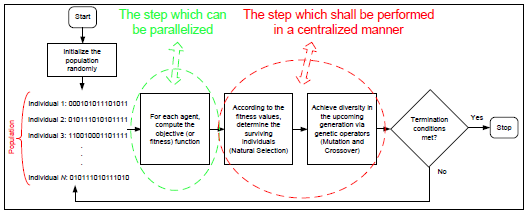 Start
The step which can
be parallelized
The step which shall be performed
in a centralized manner
Initialize the
population
randomly
Population
Individual 1: 000101011101011
Individual 2: 010111010101111
Individual 3: 110010001101111
Individual N: 010111010111010
For each agent,
compute the
objective (or
fitness) function
According to the
fitness values,
determine the
surviving
individuals
(Natural Selection)
Achieve diversity in
the upcoming
generation via
genetic operators
(Mutation and
Crossover)
Termination
conditions
met?
Yes
Stop
No